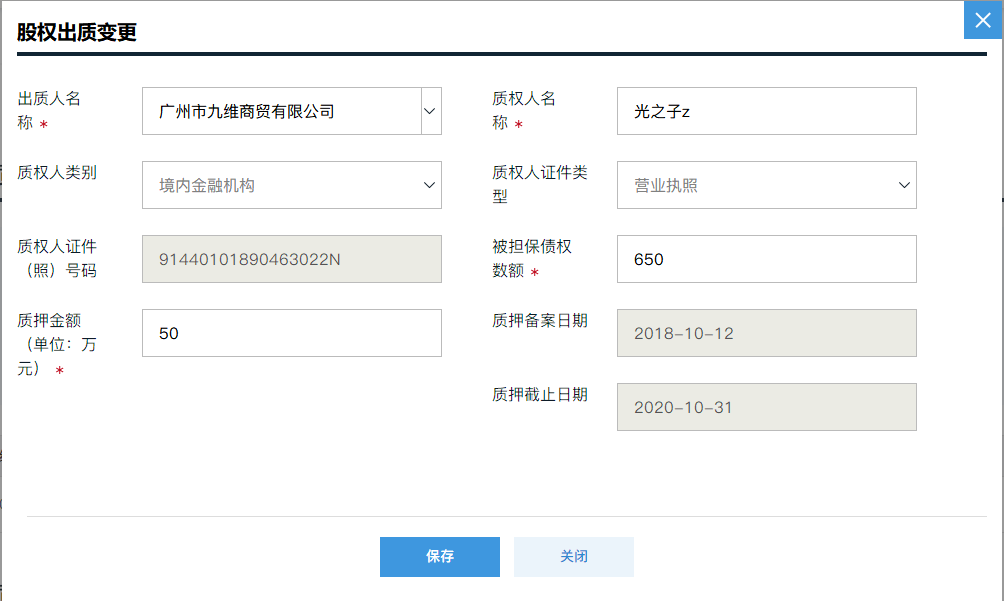 股权出质变更
出质人名
称 *
广州市九维商贸有限公司
质权人名
称 *
光之子z
质权人类别
境内金融机构
质权人证件类
型
营业执照
质权人证件
（照）号码
91440101890463022N
被担保债权
数额 *
650
质押金额
（单位：万
元） *
50
质押备案日期
2018-10-12
质押截止日期
2020-10-31
保存
关闭